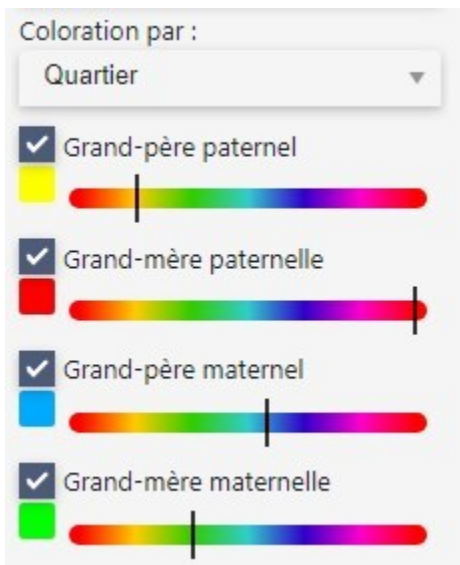 Coloration par :
Quartier
Grand-père paternel
Grand-mère paternelle
Grand-père maternel
Grand-mère maternelle